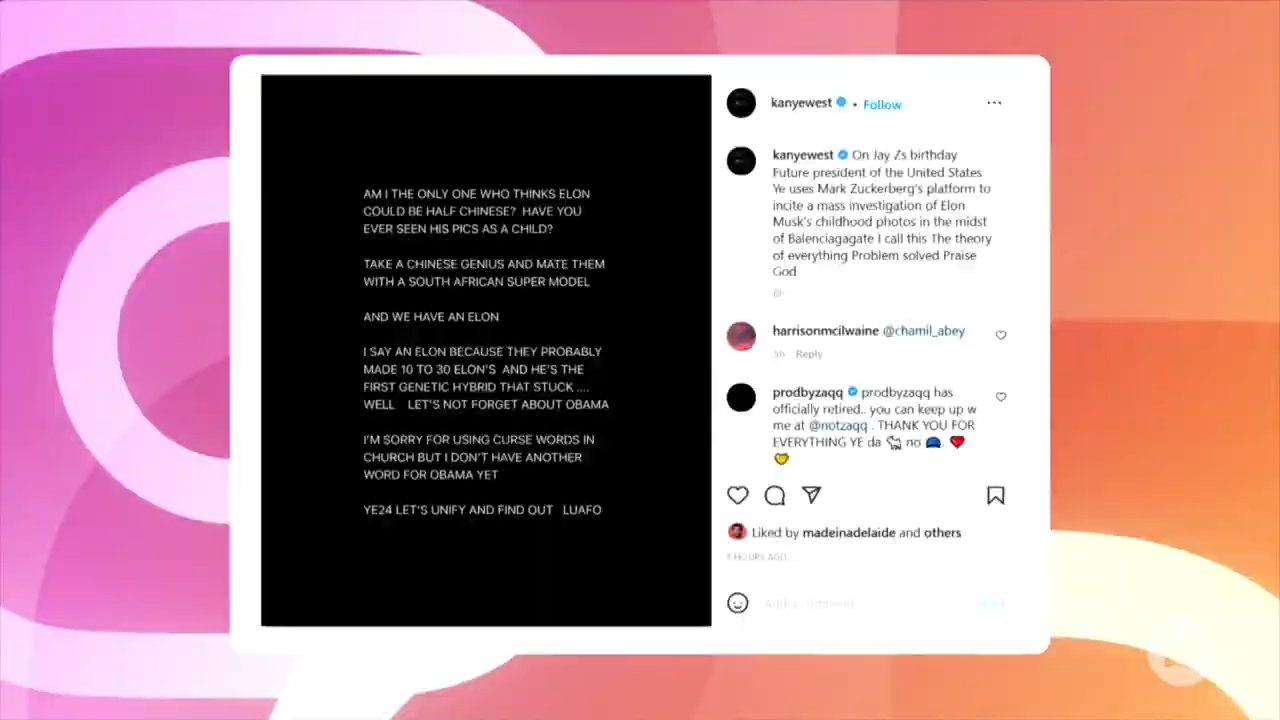 AM I THE ONLY ONE WHO THINKS ELON
COULD BE HALF CHINESE? HAVE YOU
EVER SEEN HIS PICS AS A CHILD?
TAKE A CHINESE GENIUS AND MATE THEM
WITH A SOUTH AFRICAN SUPER MODEL
AND WE HAVE AN ELON
I SAY AN ELON BECAUSE THEY PROBABLY
MADE 10 TO 30 ELON'S AND HE'S THE
FIRST GENETIC HYBRID THAT STUCK ....
WELL LET'S NOT FORGET ABOUT OBAMA
I'M SORRY FOR USING CURSE WORDS IN
CHURCH BUT I DON'T HAVE ANOTHER
WORD FOR OBAMA YET
YE24 LET'S UNIFY AND FIND OUT LUAFO
kanyewest • Follow
kanyewest On Jay Zs birthday
Future president of the United States
Ye uses Mark Zuckerberg's platform to
incite a mass investigation of Elon
Musk's childhood photos in the midst
of Balenciagagate I call this The theory
of everything Problem solved Praise
God
8h
harrisonmcilwaine @chamil_abey
5h Reply
prodbyzaqq prodbyzaqq has
officially retired.. you can keep up w
me at @notzaqq . THANK YOU FOR
EVERYTHING YE da 🐑 no 🧢. ❤️
💛
Liked by madeinadelaide and others
8 HOURS AGO
Add a comment